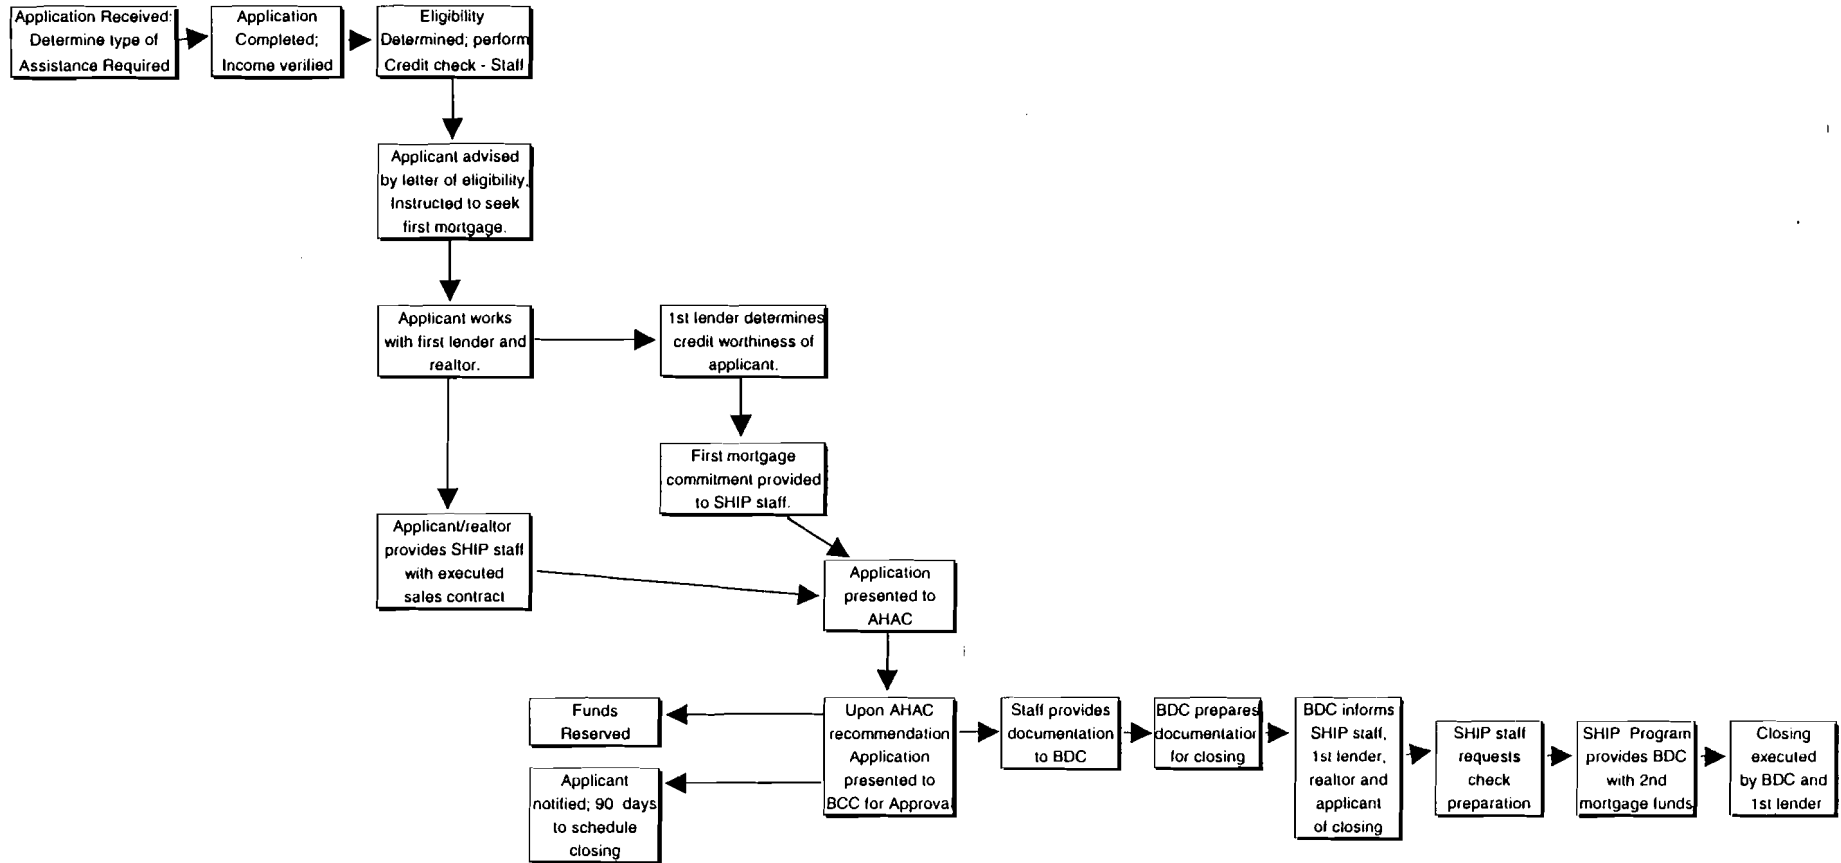 Application Received:
Determine type of
Assistance Required
Application
Completed;
Income verified
Eligibility
Determined; perform
Credit check - Staff
Applicant advised
by letter of eligibility,
Instructed to seek
first mortgage.
Applicant works
with first lender and
realtor.
1st lender determines
credit worthiness of
applicant.
First mortgage
commitment provided
to SHIP staff.
Applicant/realtor
provides SHIP staff
with executed
sales contract
Application
presented to
AHAC
Funds
Reserved
Applicant
notified; 90 days
to schedule
closing
Upon AHAC
recommendation
Application
presented to
BCC for Approval
Staff provides
documentation
to BDC
BDC prepares
documentation
for closing
BDC informs
SHIP staff,
1st lender,
realtor and
applicant
of closing
SHIP staff
requests
check
preparation
SHIP Program
provides BDC
with 2nd
mortgage funds
Closing
executed
by BDC and
1st lender